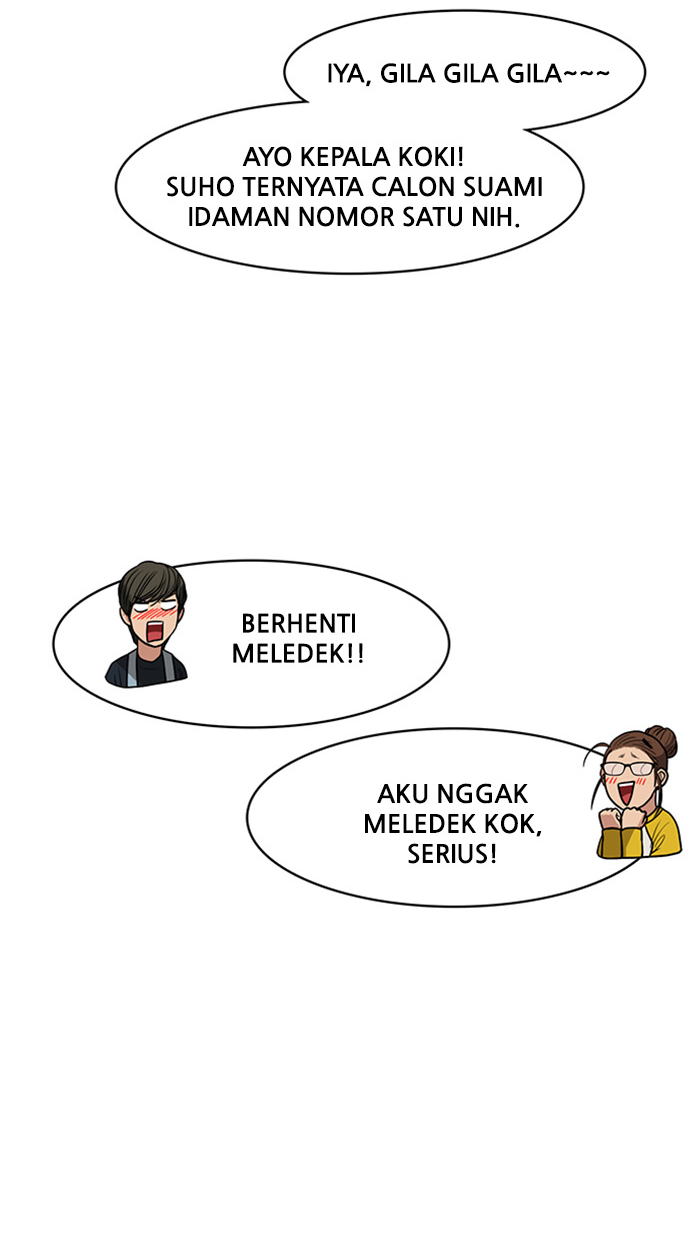 IYA, GILA GILA GILA~~~
AYO KEPALA KOKI!
SUHO TERNYATA CALON SUAMI
IDAMAN NOMOR SATU NIH.
BERHENTI
MELEDEK!!
AKU NGGAK
MELEDEK KOK,
SERIUS!